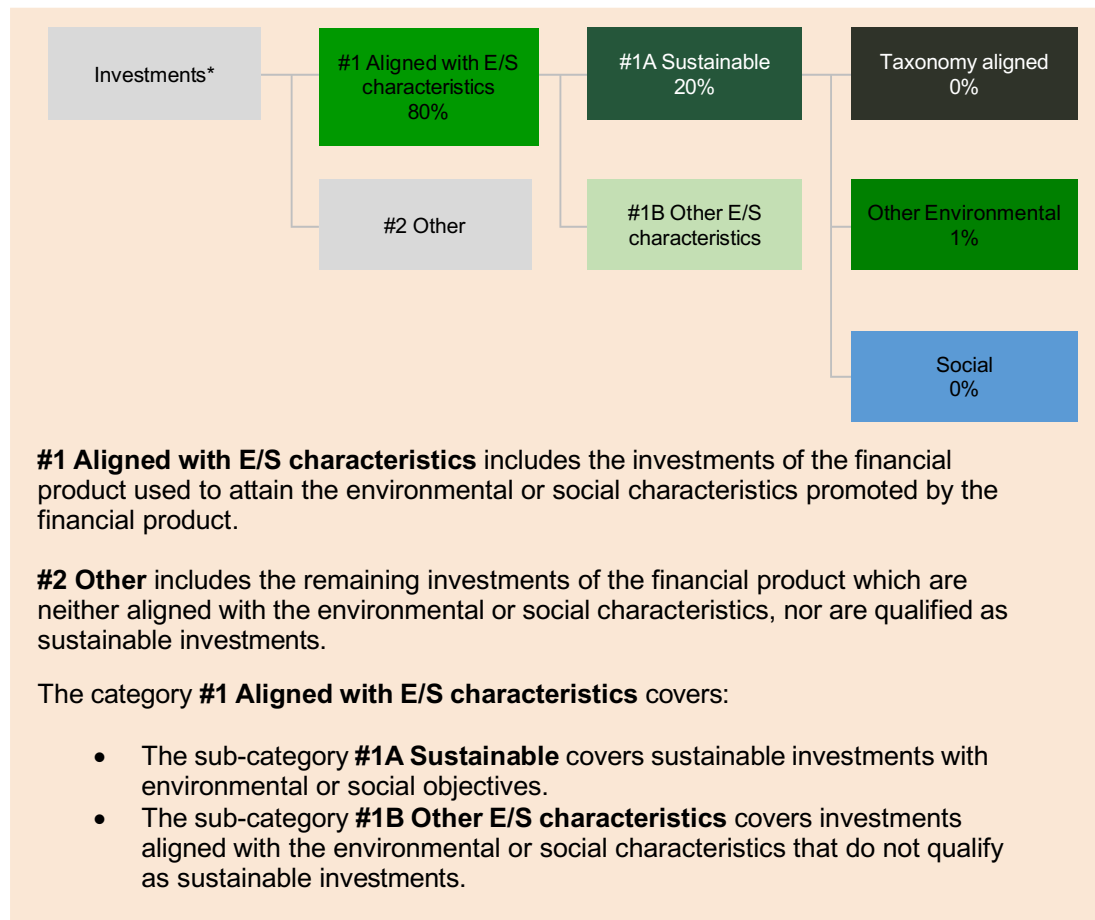 Investments*
#1 Aligned with E/S
characteristics
80%
#1A Sustainable
20%
Taxonomy aligned
0%
#2 Other
#1B Other E/S
characteristics
Other Environmental
1%
Social
0%
#1 Aligned with E/S characteristics includes the investments of the financial
product used to attain the environmental or social characteristics promoted by the
financial product.
#2 Other includes the remaining investments of the financial product which are
neither aligned with the environmental or social characteristics, nor are qualified as
sustainable investments.
The category #1 Aligned with E/S characteristics covers:
• The sub-category #1A Sustainable covers sustainable investments with
environmental or social objectives.
• The sub-category #1B Other E/S characteristics covers investments
aligned with the environmental or social characteristics that do not qualify
as sustainable investments.